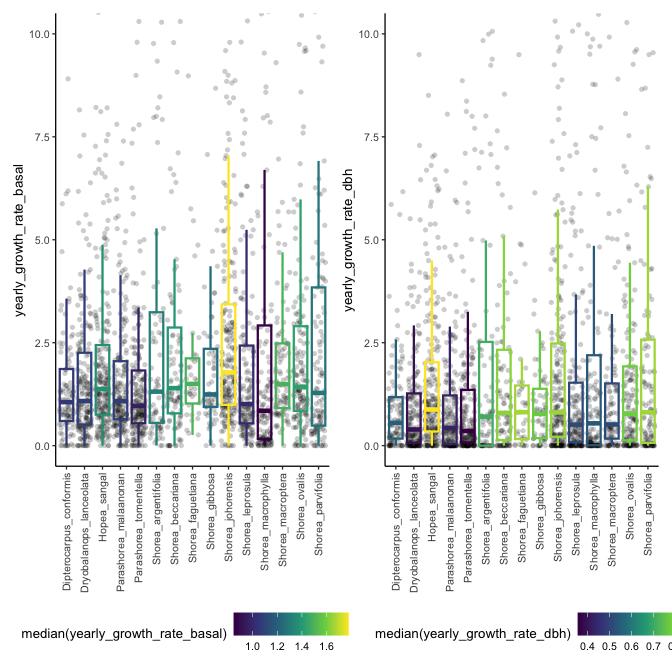 yearly_growth_rate_basal
10.0
7.5
5.0
2.5
0.0
Dipterocarpus_conformis
Dryobalanops_lanceolata
Hopea_sangal
Parashorea_malaanonan
Parashorea_tomentella
Shorea_argentifolia
Shorea_beccariana
Shorea_faguetiana
Shorea_gibbosa
Shorea_johorensis
Shorea_leprosula
Shorea_macrophylla
Shorea_macroptera
Shorea_ovalis
Shorea_parvifolia
median(yearly_growth_rate_basal)
1.0 1.2 1.4 1.6
yearly_growth_rate_dbh
10.0
7.5
5.0
2.5
0.0
Dipterocarpus_conformis
Dryobalanops_lanceolata
Hopea_sangal
Parashorea_malaanonan
Parashorea_tomentella
Shorea_argentifolia
Shorea_beccariana
Shorea_faguetiana
Shorea_gibbosa
Shorea_johorensis
Shorea_leprosula
Shorea_macrophylla
Shorea_macroptera
Shorea_ovalis
Shorea_parvifolia
median(yearly_growth_rate_dbh)
0.4 0.5 0.6 0.7